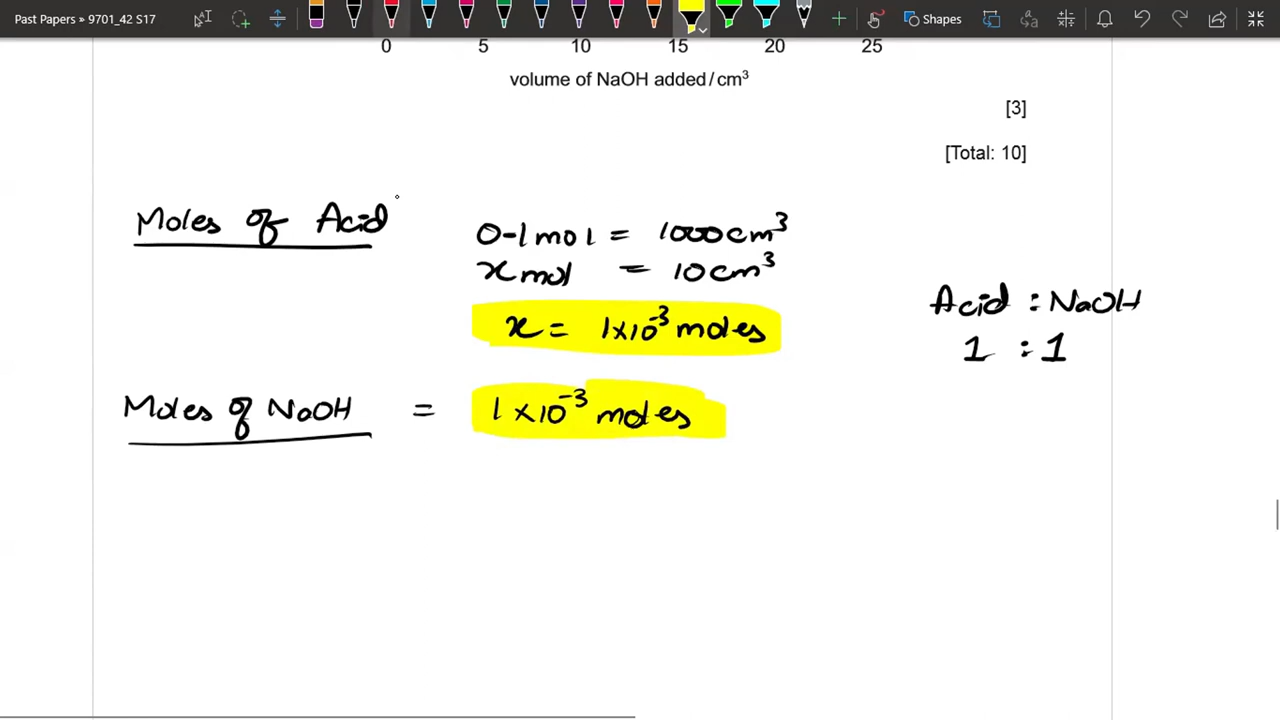 Past Papers » 9701_42 S17
Shapes
0 5 10 15 20 25
volume of NaOH added/cm³
[3]
[Total: 10]
Moles of Acid
0-1 mol = 1000cm³
x mol = 10cm³
x = 1x10⁻³ moles
Acid : NaOH
1 : 1
Moles of NaOH = 1x10⁻³ moles